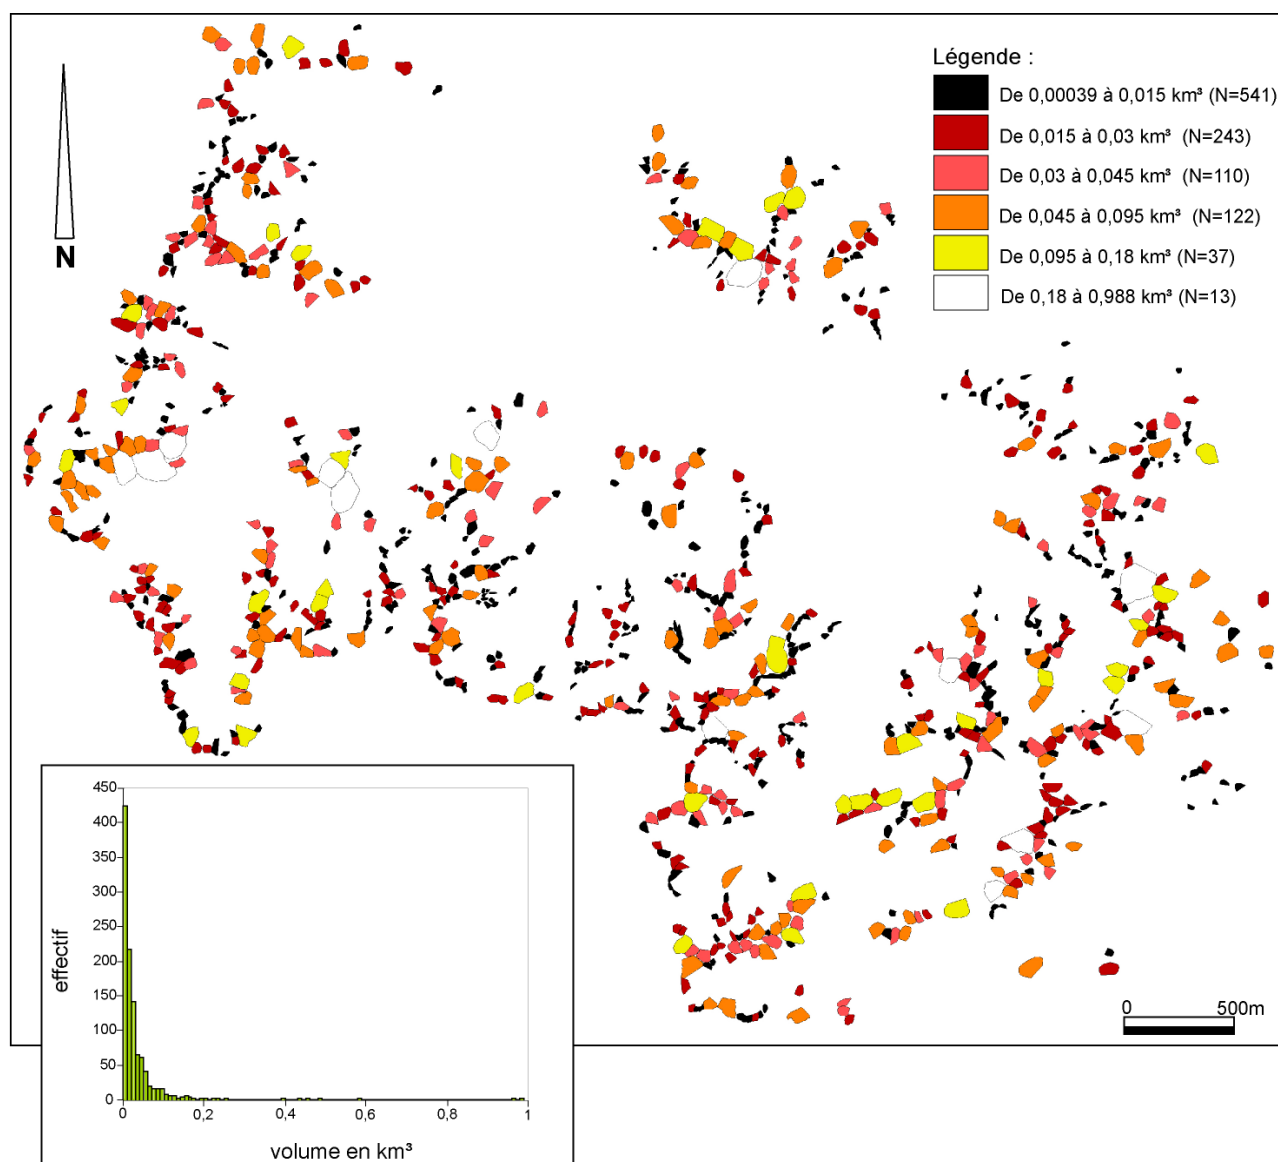 Légende :
De 0,00039 à 0,015 km³ (N=541)
De 0,015 à 0,03 km³ (N=243)
De 0,03 à 0,045 km³ (N=110)
De 0,045 à 0,095 km³ (N=122)
De 0,095 à 0,18 km³ (N=37)
De 0,18 à 0,988 km³ (N=13)
N
0 500m
450
400
350
300
250
200
150
100
50
0
effectif
0 0,2 0,4 0,6 0,8 1
volume en km³